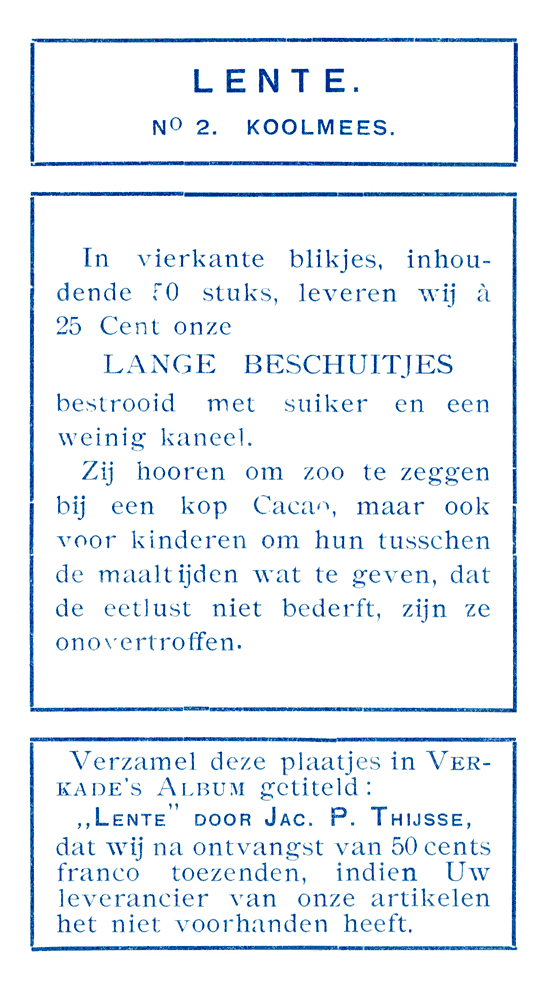 LENTE.
No 2. KOOLMEES.
In vierkante blikjes, inhou-
dende 50 stuks, leveren wij à
25 Cent onze
LANGE BESCHUITJES
bestrooid met suiker en een
weinig kaneel.
Zij hooren om zoo te zeggen
bij een kop Cacao, maar ook
voor kinderen om hun tusschen
de maaltijden wat te geven, dat
de eetlust niet bederft, zijn ze
onovertroffen.
Verzamel deze plaatjes in VER-
KADE'S ALBUM getiteld:
„LENTE” DOOR JAC. P. THIJSSE,
dat wij na ontvangst van 50 cents
franco toezenden, indien Uw
leverancier van onze artikelen
het niet voorhanden heeft.